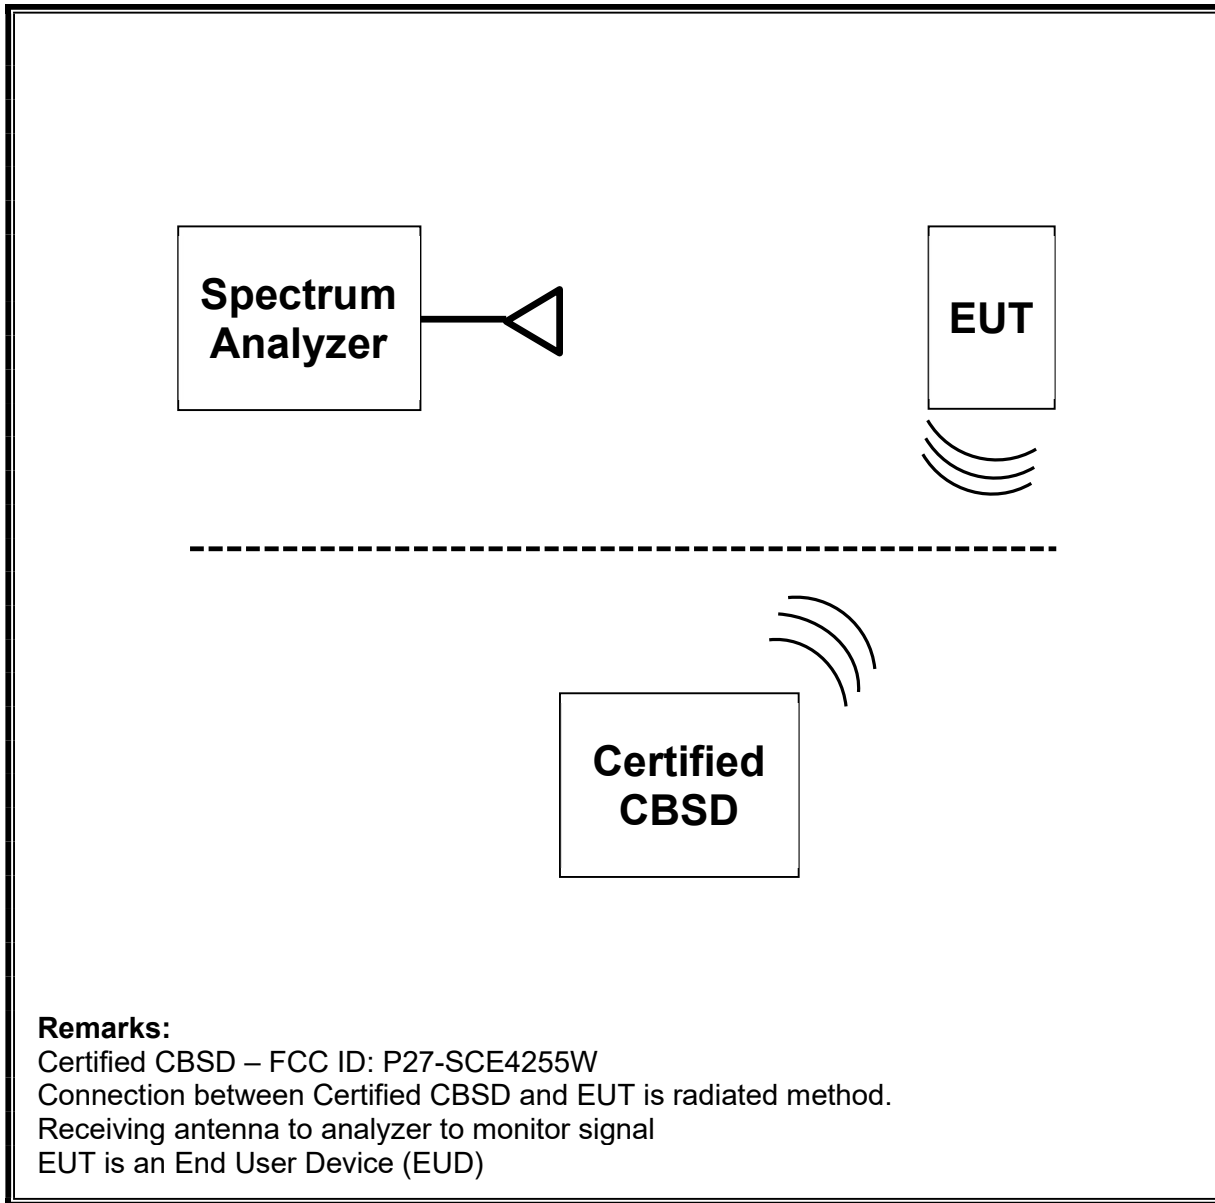 Spectrum
Analyzer
EUT
Certified
CBSD
Remarks:
Certified CBSD – FCC ID: P27-SCE4255W
Connection between Certified CBSD and EUT is radiated method.
Receiving antenna to analyzer to monitor signal
EUT is an End User Device (EUD)